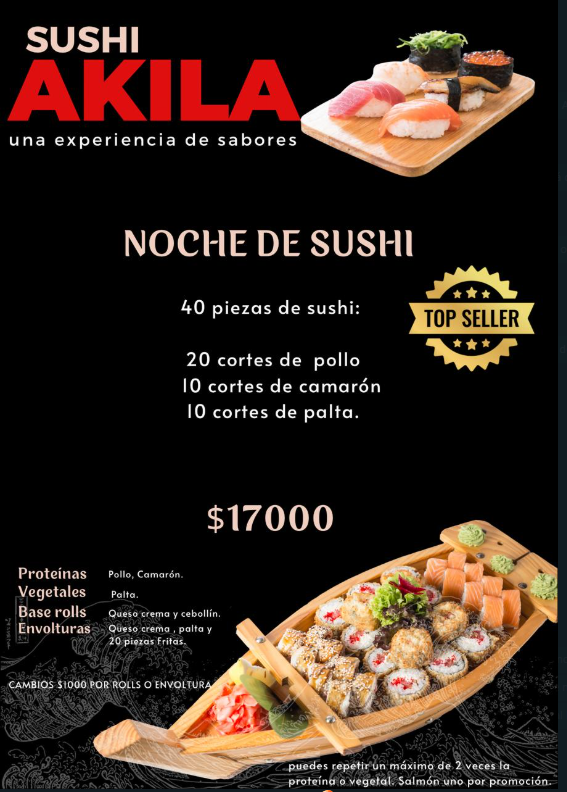 SUSHI
AKILA
una experiencia de sabores
NOCHE DE SUSHI
40 piezas de sushi:
TOP SELLER
20 cortes de pollo
10 cortes de camarón
10 cortes de palta.
$17000
Proteínas Pollo, Camarón.
Vegetales Palta.
Base rolls Queso crema y cebollín.
Envolturas Queso crema , palta y
20 piezas Fritas.
CAMBIOS $1000 POR ROLLS O ENVOLTURA
puedes repetir un máximo de 2 veces la
proteína o vegetal. Salmón uno por promoción.